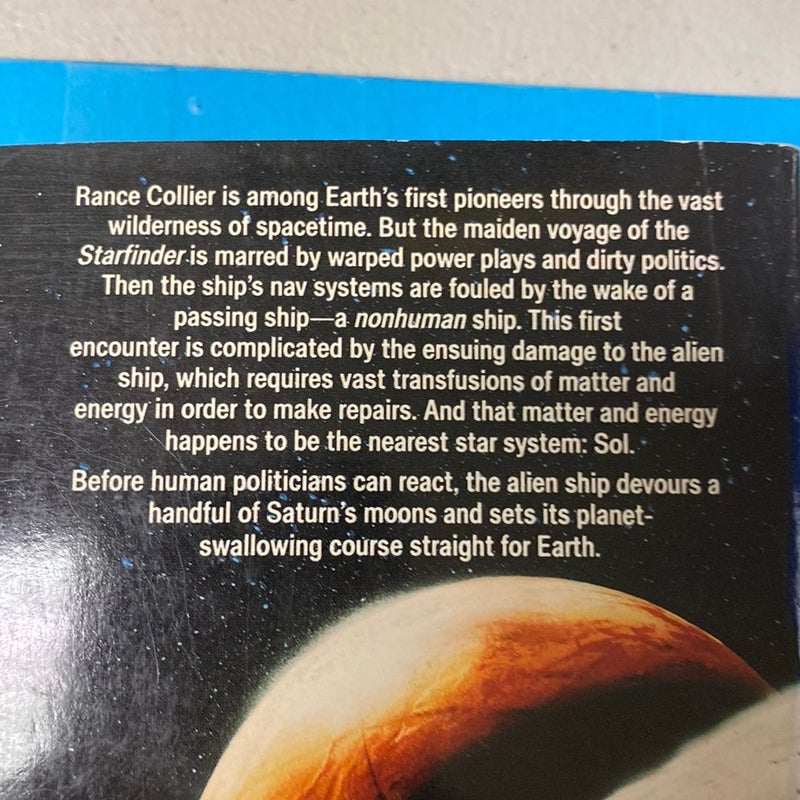 Rance Collier is among Earth's first pioneers through the vast
wilderness of spacetime. But the maiden voyage of the
Starfinder is marred by warped power plays and dirty politics.
Then the ship's nav systems are fouled by the wake of a
passing ship—a nonhuman ship. This first
encounter is complicated by the ensuing damage to the alien
ship, which requires vast transfusions of matter and
energy in order to make repairs. And that matter and energy
happens to be the nearest star system: Sol.
Before human politicians can react, the alien ship devours a
handful of Saturn's moons and sets its planet-
swallowing course straight for Earth.